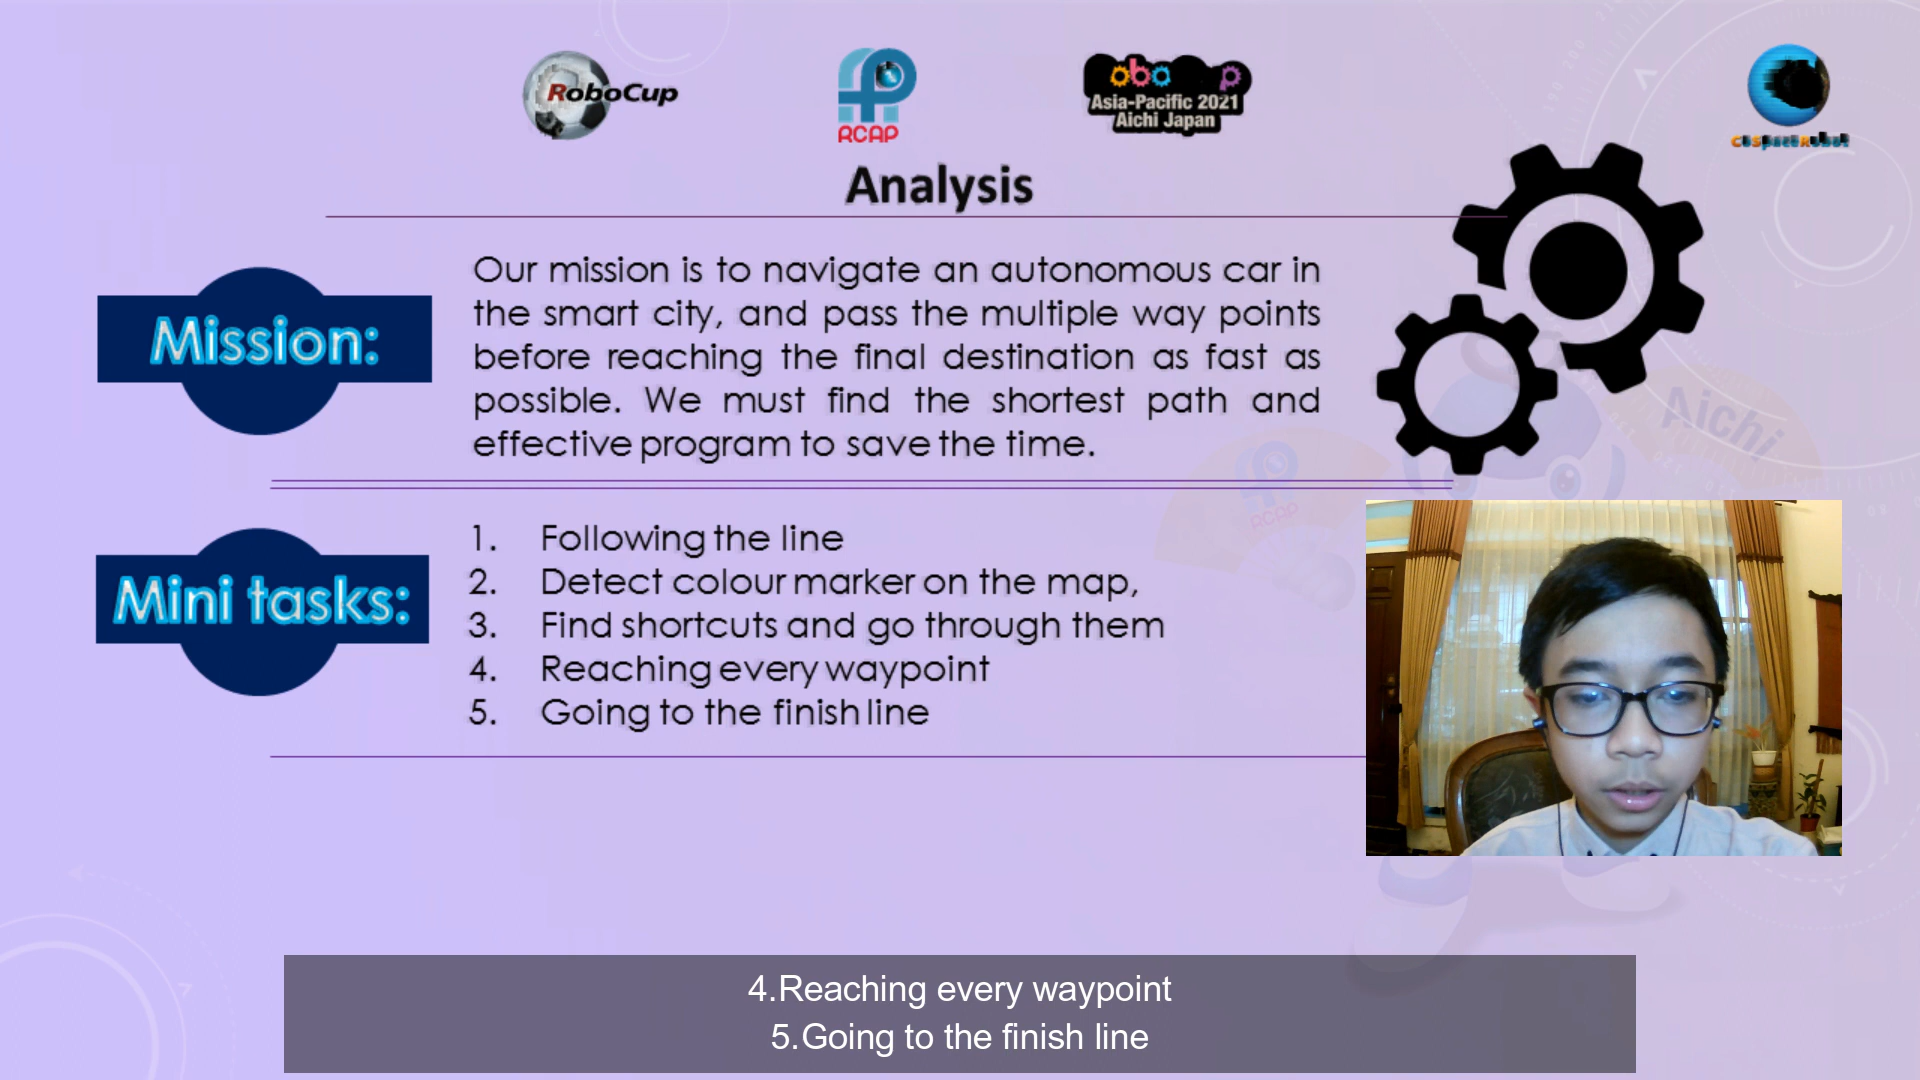 RoboCup
RCAP
Asia-Pacific 2021
Aichi Japan
Analysis
Mission:
Our mission is to navigate an autonomous car in
the smart city, and pass the multiple way points
before reaching the final destination as fast as
possible. We must find the shortest path and
effective program to save the time.
Aichi
RCAP
Mini tasks:
1. Following the line
2. Detect colour marker on the map,
3. Find shortcuts and go through them
4. Reaching every waypoint
5. Going to the finish line
4.Reaching every waypoint
5.Going to the finish line